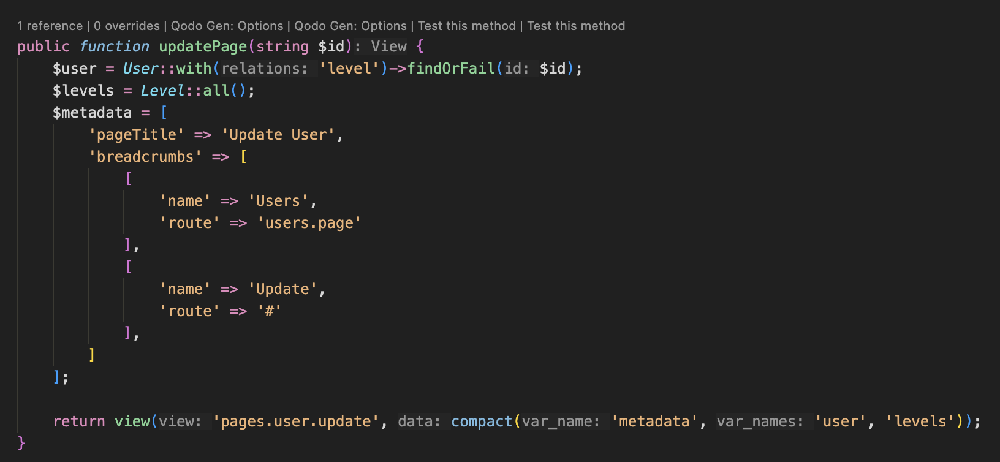 1 reference | 0 overrides | Qodo Gen: Options | Qodo Gen: Options | Test this method | Test this method
public function updatePage(string $id): View {
    $user = User::with(relations: 'level')->findOrFail(id: $id);
    $levels = Level::all();
    $metadata = [
        'pageTitle' => 'Update User',
        'breadcrumbs' => [
            [
                'name' => 'Users',
                'route' => 'users.page'
            ],
            [
                'name' => 'Update',
                'route' => '#'
            ],
        ]
    ];
    return view(view: 'pages.user.update', data: compact(var_name: 'metadata', var_names: 'user', 'levels'));
}